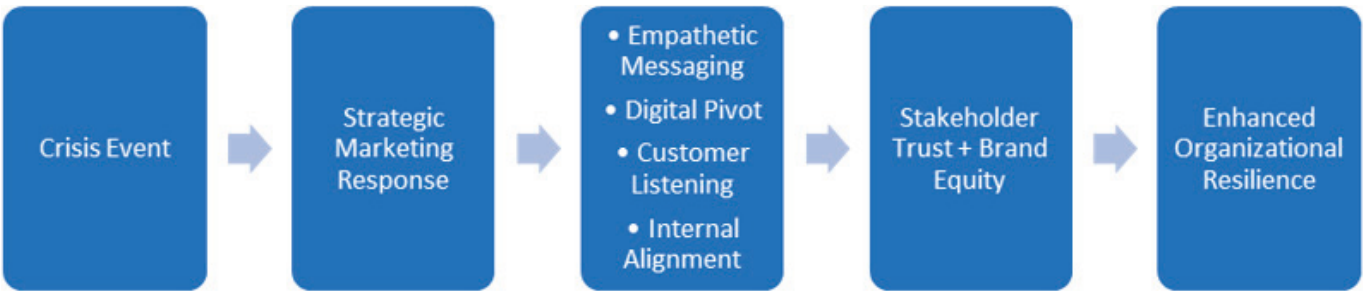 Crisis Event
Strategic
Marketing
Response
• Empathetic
Messaging
• Digital Pivot
• Customer
Listening
• Internal
Alignment
Stakeholder
Trust + Brand
Equity
Enhanced
Organizational
Resilience